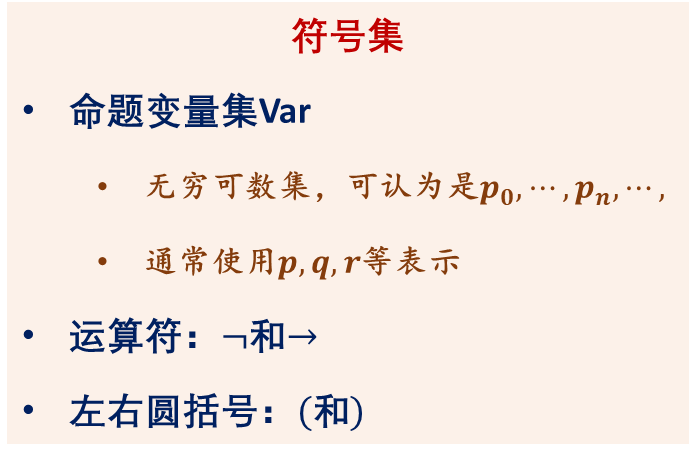 符号集
• 命题变量集Var
• 无穷可数集，可认为是p₀, ⋯, pₙ, ⋯,
• 通常使用p, q, r等表示
• 运算符：¬和→
• 左右圆括号：(和)